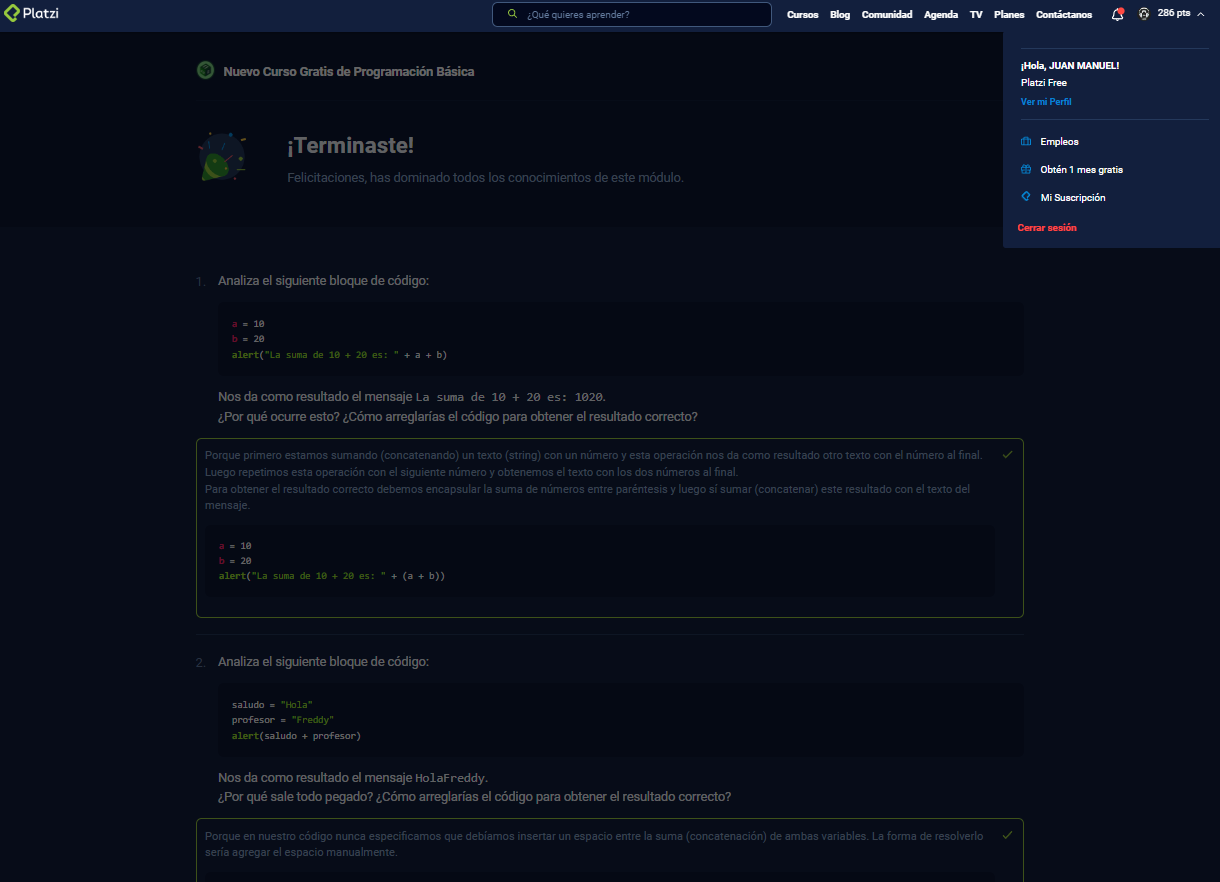 Platzi
¿Qué quieres aprender?
Cursos Blog Comunidad Agenda TV Planes Contáctanos 286 pts
¡Hola, JUAN MANUEL!
Platzi Free
Ver mi Perfil
Empleos
Obtén 1 mes gratis
Mi Suscripción
Cerrar sesión
Nuevo Curso Gratis de Programación Básica
¡Terminaste!
Felicitaciones, has dominado todos los conocimientos de este módulo.
1. Analiza el siguiente bloque de código:
a = 10
b = 20
alert("La suma de 10 + 20 es: " + a + b)
Nos da como resultado el mensaje La suma de 10 + 20 es: 1020.
¿Por qué ocurre esto? ¿Cómo arreglarías el código para obtener el resultado correcto?
Porque primero estamos sumando (concatenando) un texto (string) con un número y esta operación nos da como resultado otro texto con el número al final.
Luego repetimos esta operación con el siguiente número y obtenemos el texto con los dos números al final.
Para obtener el resultado correcto debemos encapsular la suma de números entre paréntesis y luego sí sumar (concatenar) este resultado con el texto del
mensaje.
a = 10
b = 20
alert("La suma de 10 + 20 es: " + (a + b))
2. Analiza el siguiente bloque de código:
saludo = "Hola"
profesor = "Freddy"
alert(saludo + profesor)
Nos da como resultado el mensaje HolaFreddy.
¿Por qué sale todo pegado? ¿Cómo arreglarías el código para obtener el resultado correcto?
Porque en nuestro código nunca especificamos que debíamos insertar un espacio entre la suma (concatenación) de ambas variables. La forma de resolverlo
sería agregar el espacio manualmente.